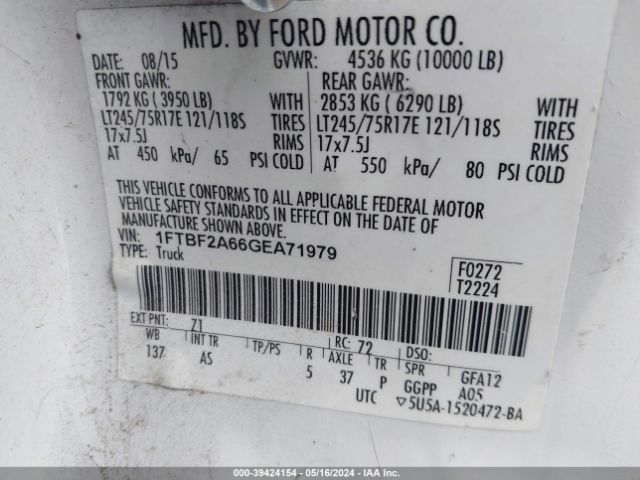 MFD. BY FORD MOTOR CO.
DATE: 08/15 GVWR: 4536 KG (10000 LB)
FRONT GAWR: REAR GAWR:
1792 KG ( 3950 LB) WITH 2853 KG ( 6290 LB) WITH
LT245/75R17E 121/118S TIRES LT245/75R17E 121/118S TIRES
17x7.5J RIMS 17x7.5J RIMS
AT 450 kPa/ 65 PSI COLD AT 550 kPa/ 80 PSI COLD
THIS VEHICLE CONFORMS TO ALL APPLICABLE FEDERAL MOTOR
VEHICLE SAFETY STANDARDS IN EFFECT ON THE DATE OF
MANUFACTURE SHOWN ABOVE.
VIN: 1FTBF2A66GEA71979
TYPE: Truck
F0272
T2224
EXT PNT: 71 RC: 72 DSO:
WB INT TR TP/PS R AXLE TR SPR GFA12
137 AS 5 37 P GGPP A05
UTC ▽5U5A-1520472-BA
000-39424154 - 05/16/2024 - IAA Inc.